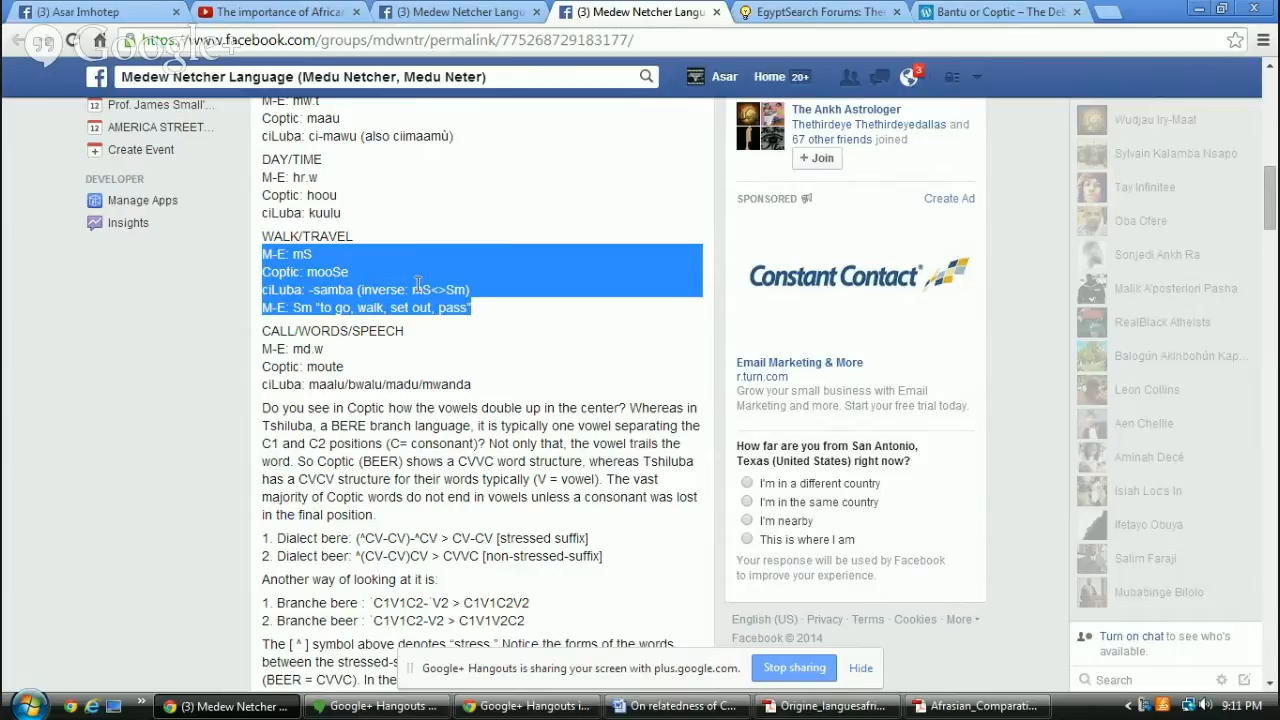 (3) Asar Imhotep
The importance of Africar
(3) Medew Netcher Langu
(3) Medew Netcher Langu
EgyptSearch Forums: The
Bantu or Coptic – The Deb
https://www.facebook.com/groups/mdwntr/permalink/775268729183177/
Google+
Medew Netcher Language (Medu Netcher, Medu Neter)
Asar
Home 20+
3
12 Prof. James Small'...
12 AMERICA STREET...
Create Event
DEVELOPER
Manage Apps
Insights
M-E: mw.t
Coptic: maau
ciLuba: ci-mawu (also ciimaamù)
DAY/TIME
M-E: hr.w
Coptic: hoou
ciLuba: kuulu
WALK/TRAVEL
M-E: mS
Coptic: mooSe
ciLuba: -samba (inverse: mS<>Sm)
M-E: Sm "to go, walk, set out, pass"
CALL/WORDS/SPEECH
M-E: md.w
Coptic: moute
ciLuba: maalu/bwalu/madu/mwanda
Do you see in Coptic how the vowels double up in the center? Whereas in
Tshiluba, a BERE branch language, it is typically one vowel separating the
C1 and C2 positions (C= consonant)? Not only that, the vowel trails the
word. So Coptic (BEER) shows a CVVC word structure, whereas Tshiluba
has a CVCV structure for their words typically (V = vowel). The vast
majority of Coptic words do not end in vowels unless a consonant was lost
in the final position.
1. Dialect bere: (^CV-CV)-^CV > CV-CV [stressed suffix]
2. Dialect beer: ^(CV-CV)CV > CVVC [non-stressed-suffix]
Another way of looking at it is:
1. Branche bere : `C1V1C2-`V2 > C1V1C2V2
2. Branche beer : `C1V1C2-V2 > C1V1V2C2
The [ ^ ] symbol above denotes "stress." Notice the forms of the words
between the stressed-s
(BEER = CVVC). In the
The Ankh Astrologer
Thethirdeye Thethirdeyedallas and
67 other friends joined
+ Join
SPONSORED
Create Ad
Constant Contact
Email Marketing & More
r.turn.com
Grow your small business with Email
Marketing and more. Start your free trial today.
How far are you from San Antonio,
Texas (United States) right now?
I'm in a different country
I'm in the same country
I'm nearby
This is where I am
Your response will be used by Facebook
to improve your experience.
English (US) · Privacy · Terms · Cookies · More
Facebook © 2014
Wudjau Iry-Maat
Sylvain Kalamba Nsapo
Tay Infinitee
Oba Ofere
Sonjedi Ankh Ra
Malik A'posteriori Pasha
RealBlack Atheists
Balogún Akinbohún Kap...
Leon Collins
Aen Chellie
Aminah Decé
Isiah Loc's In
Ifetayo Obuya
Salim Faraji
Mubabinge Bilolo
Turn on chat to see who's
available.
Search
Google+ Hangouts is sharing your screen with plus.google.com.
Stop sharing
Hide
(3) Medew Netcher ...
Google+ Hangouts ...
Google+ Hangouts i...
On relatedness of C...
Origine_languesafri...
Afrasian_Comparati...
9:11 PM